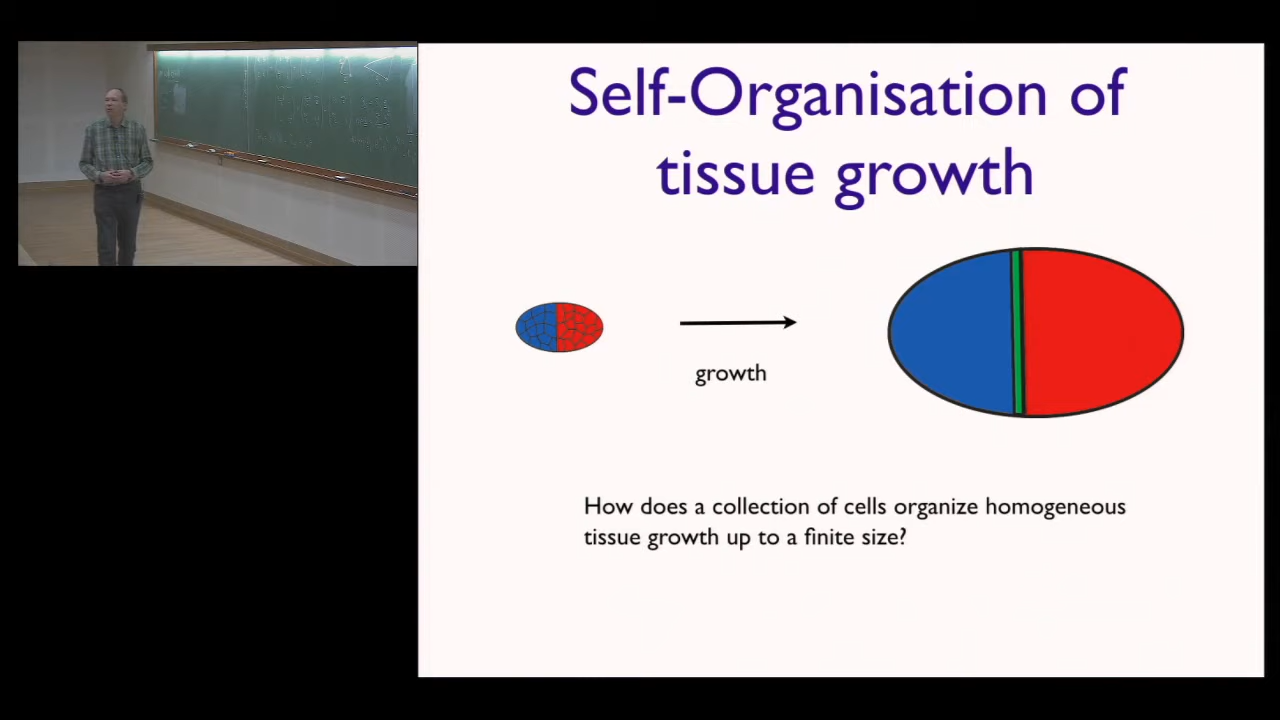 Self-Organisation of
tissue growth
growth
How does a collection of cells organize homogeneous
tissue growth up to a finite size?